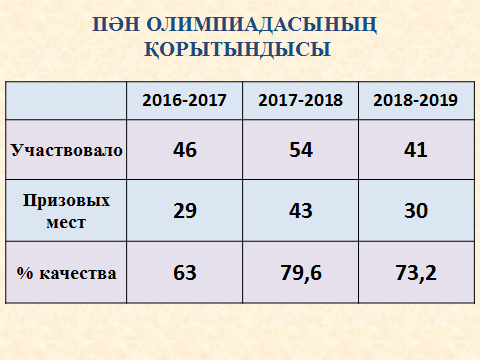 ПӘН ОЛИМПИАДАСЫНЫҢ
ҚОРЫТЫНДЫСЫ
2016-2017 2017-2018 2018-2019
Участвовало 46 54 41
Призовых мест 29 43 30
% качества 63 79,6 73,2